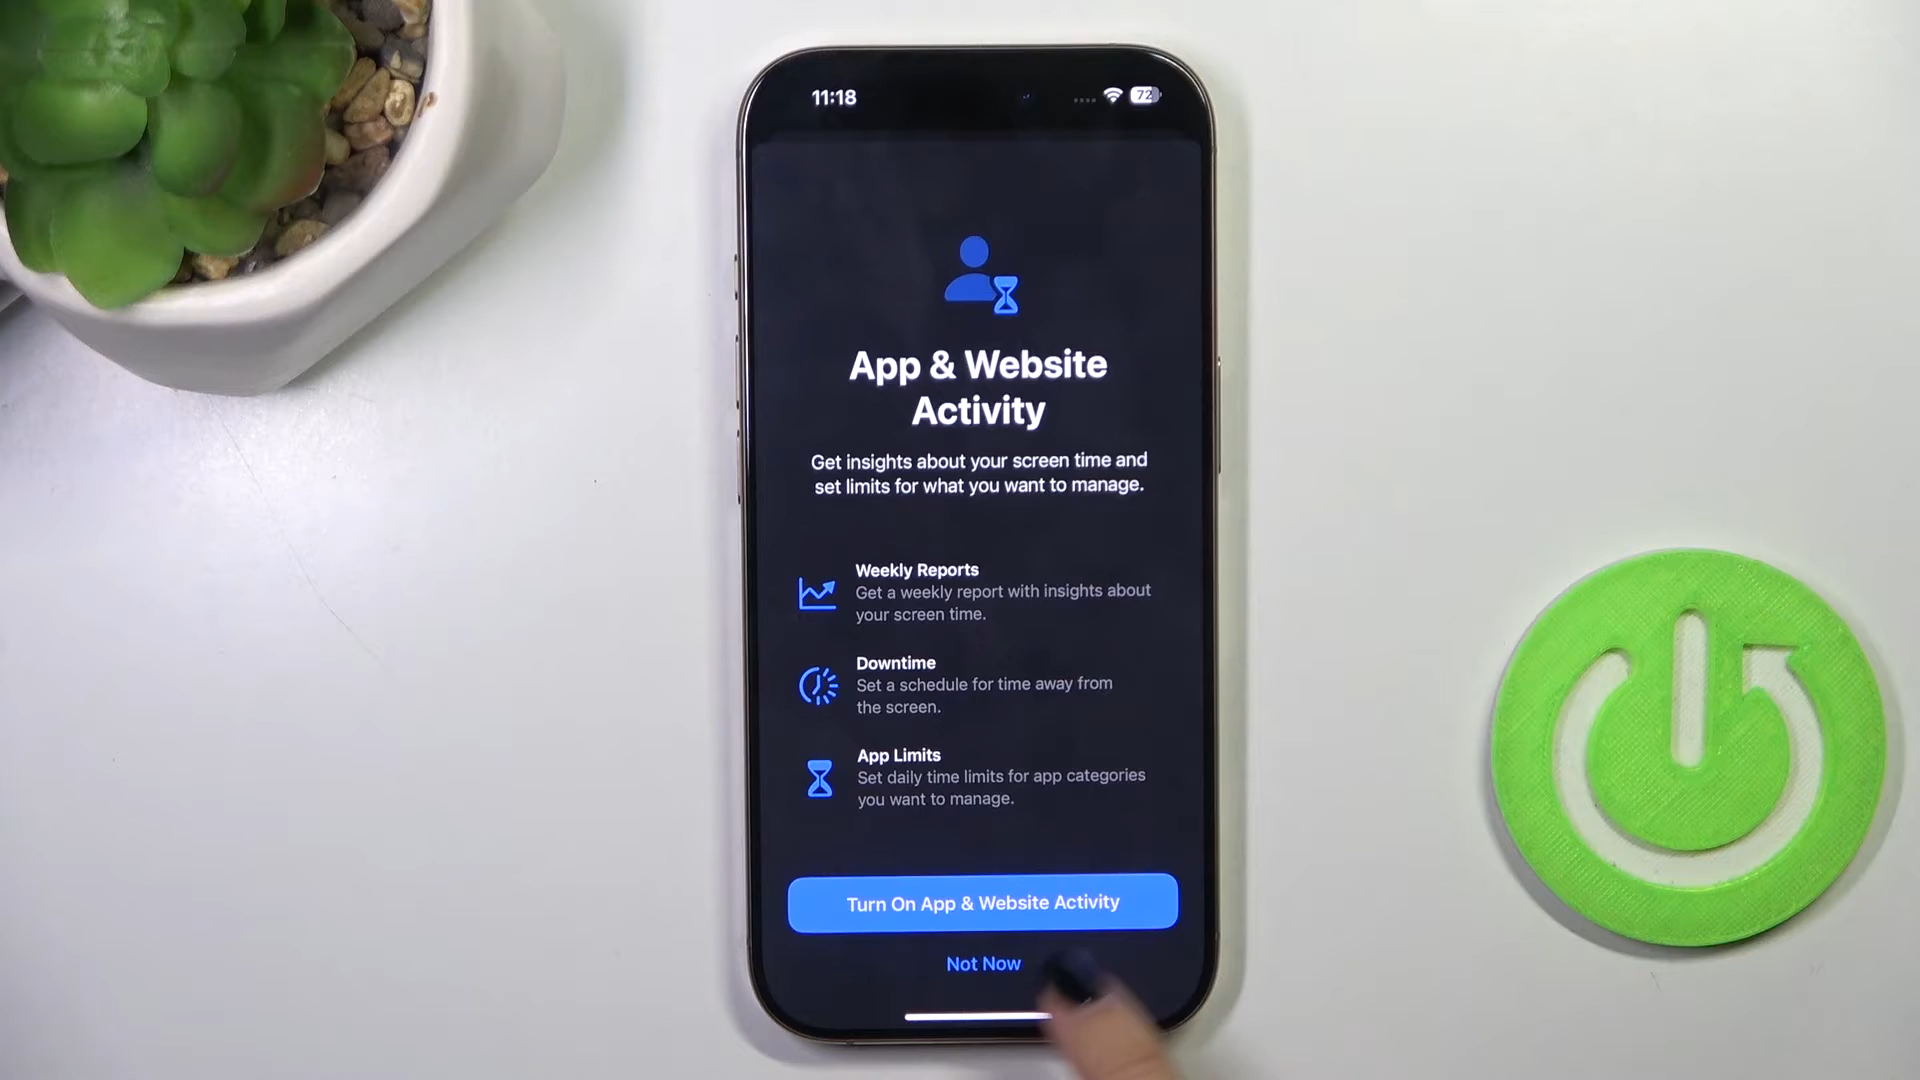 11:18
72
App & Website
Activity
Get insights about your screen time and
set limits for what you want to manage.
Weekly Reports
Get a weekly report with insights about
your screen time.
Downtime
Set a schedule for time away from
the screen.
App Limits
Set daily time limits for app categories
you want to manage.
Turn On App & Website Activity
Not Now